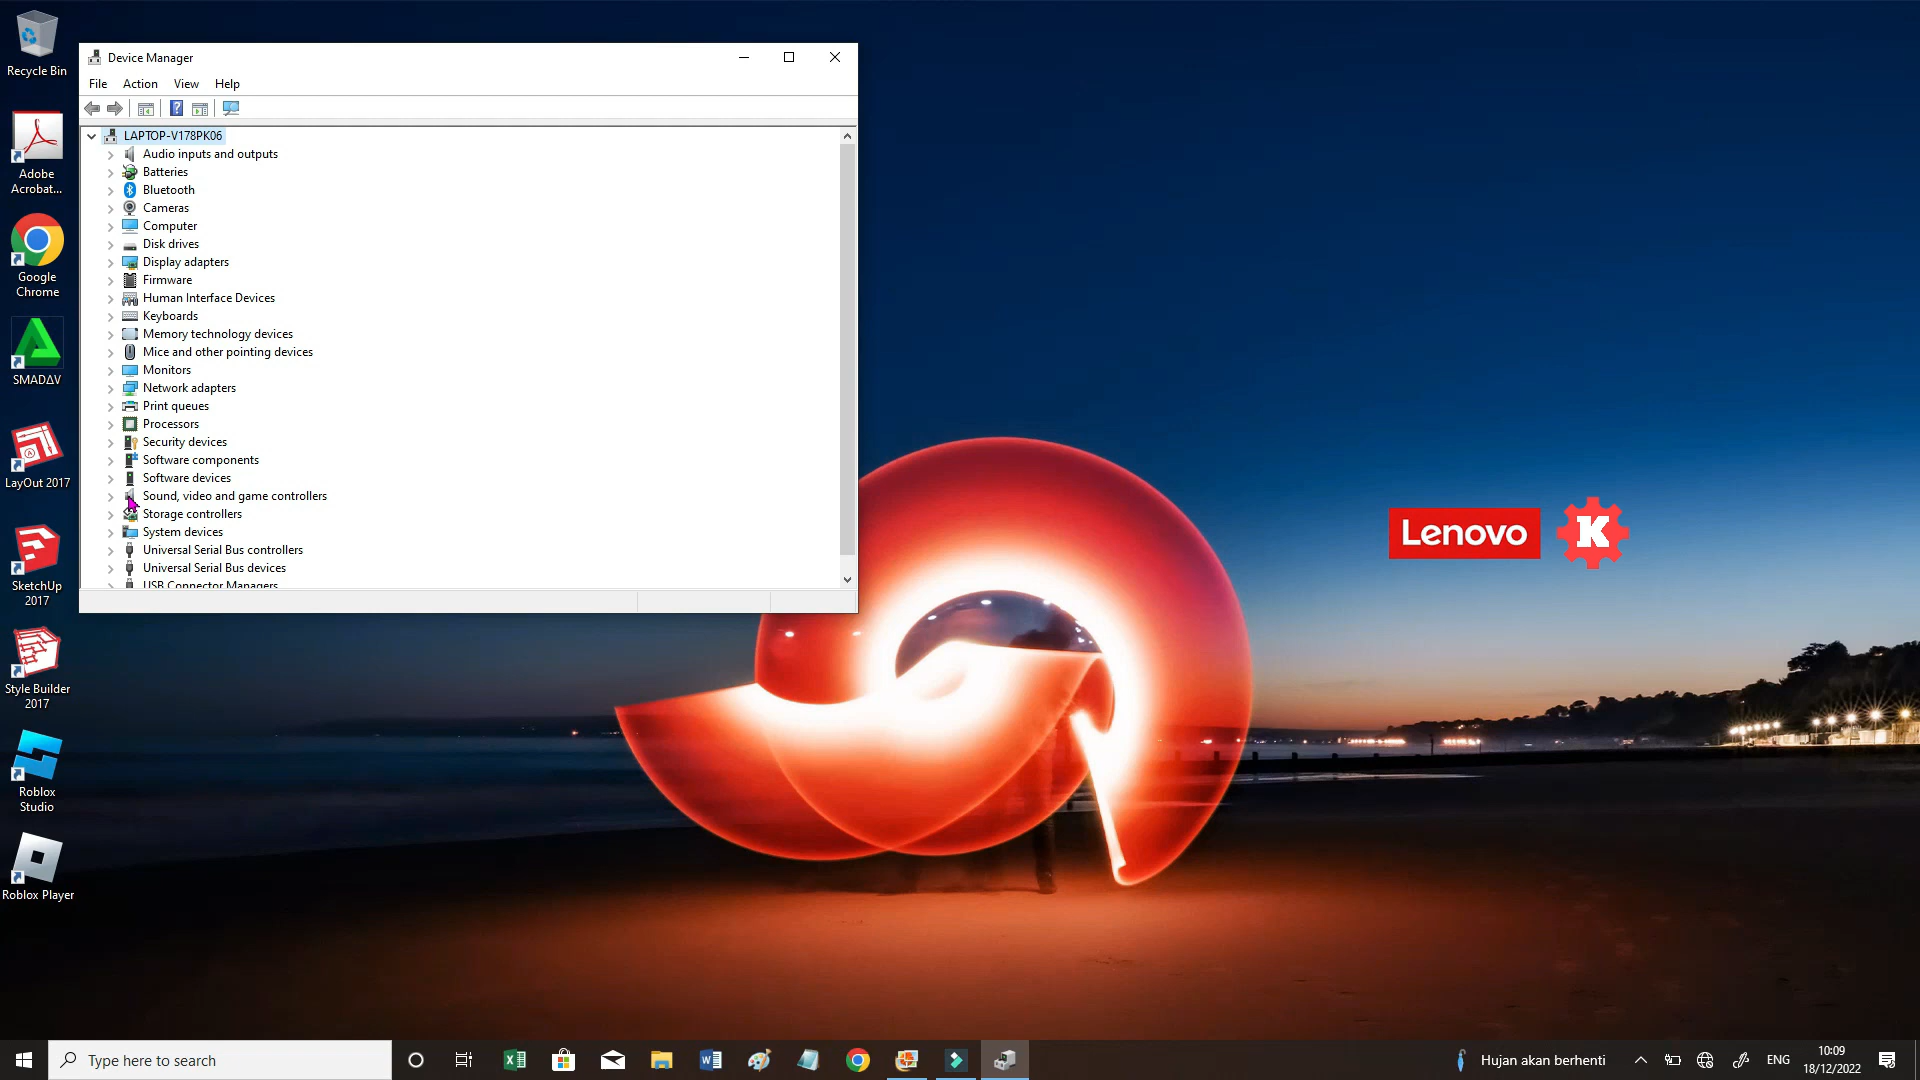 Recycle Bin
Adobe
Acrobat...
Google
Chrome
SMADΔV
LayOut 2017
SketchUp
2017
Style Builder
2017
Roblox
Studio
Roblox Player
Device Manager
File Action View Help
LAPTOP-V178PK06
Audio inputs and outputs
Batteries
Bluetooth
Cameras
Computer
Disk drives
Display adapters
Firmware
Human Interface Devices
Keyboards
Memory technology devices
Mice and other pointing devices
Monitors
Network adapters
Print queues
Processors
Security devices
Software components
Software devices
Sound, video and game controllers
Storage controllers
System devices
Universal Serial Bus controllers
Universal Serial Bus devices
USB Connector Managers
Lenovo K
Type here to search
Hujan akan berhenti
ENG
10:09
18/12/2022